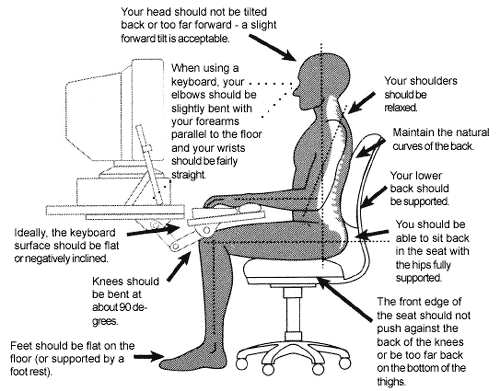 Your head should not be tilted
back or too far forward - a slight
forward tilt is acceptable.
When using a
keyboard, your
elbows should be
slightly bent with
your forearms
parallel to the floor
and your wrists
should be fairly
straight.
Your shoulders
should be
relaxed.
Maintain the natural
curves of the back.
Your lower
back should
be supported.
Ideally, the keyboard
surface should be flat
or negatively inclined.
You should be
able to sit back
in the seat with
the hips fully
supported.
Knees should
be bent at
about 90 de-
grees.
The front edge of
the seat should not
push against the
back of the knees
or be too far back
on the bottom of the
thighs.
Feet should be flat on the
floor (or supported by a
foot rest).